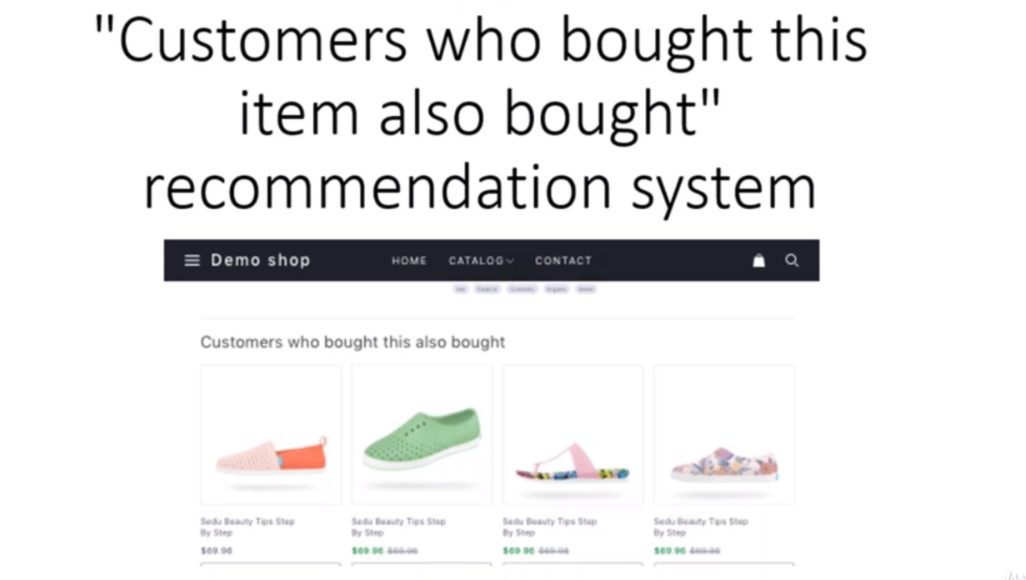 "Customers who bought this
item also bought"
recommendation system
Demo shop HOME CATALOG CONTACT
Customers who bought this also bought
Sedu Beauty Tips Step By Step
$69.96
Sedu Beauty Tips Step By Step
$69.96 $69.96
Sedu Beauty Tips Step By Step
$69.96 $69.96
Sedu Beauty Tips Step By Step
$69.96 $69.96